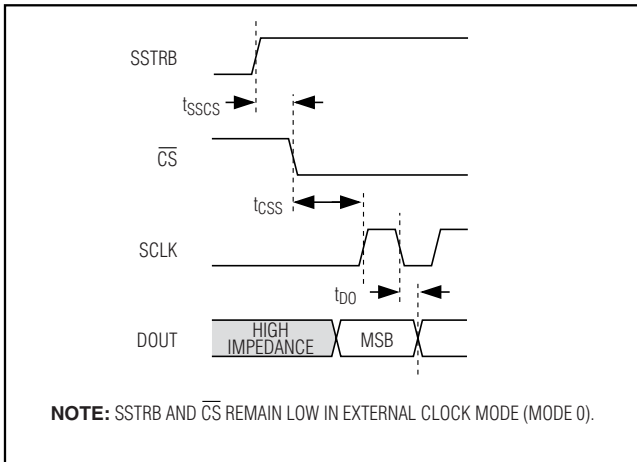 SSTRB
tSSCS
CS
tCSS
SCLK
tDO
DOUT
HIGH
IMPEDANCE
MSB
NOTE: SSTRB AND CS REMAIN LOW IN EXTERNAL CLOCK MODE (MODE 0).